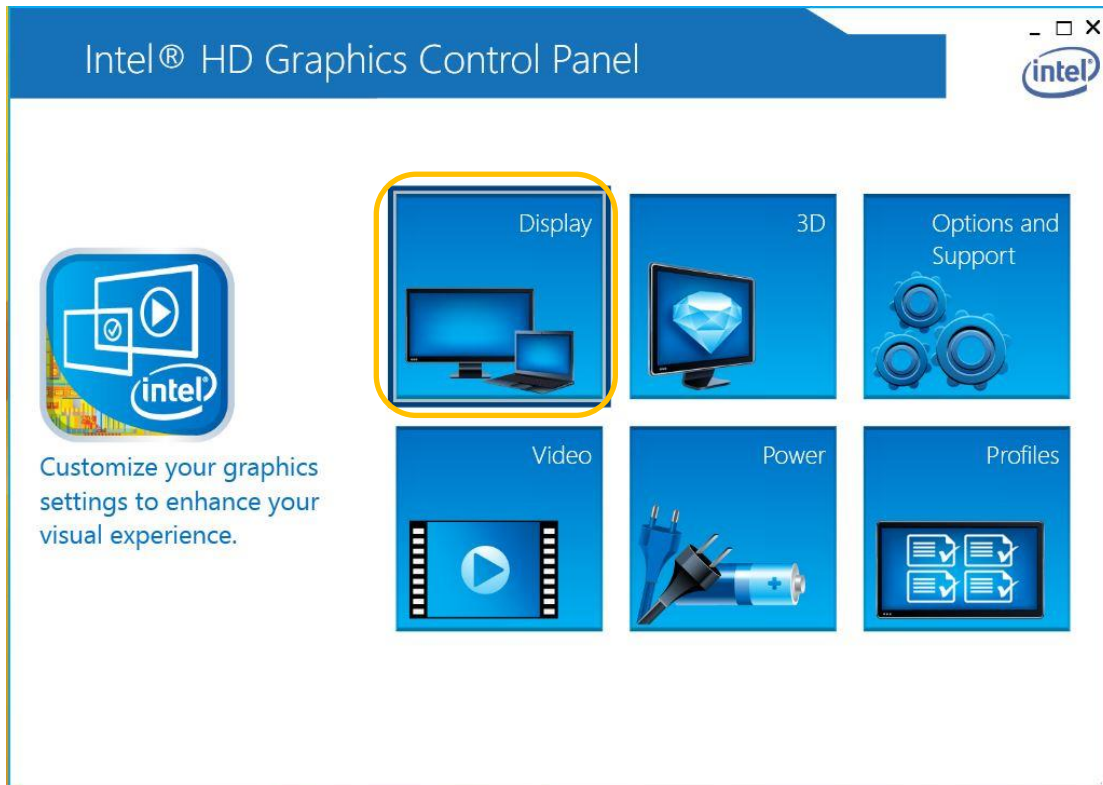 Intel® HD Graphics Control Panel
intel®
Display
3D
Options and
Support
intel®
Customize your graphics
settings to enhance your
visual experience.
Video
Power
Profiles